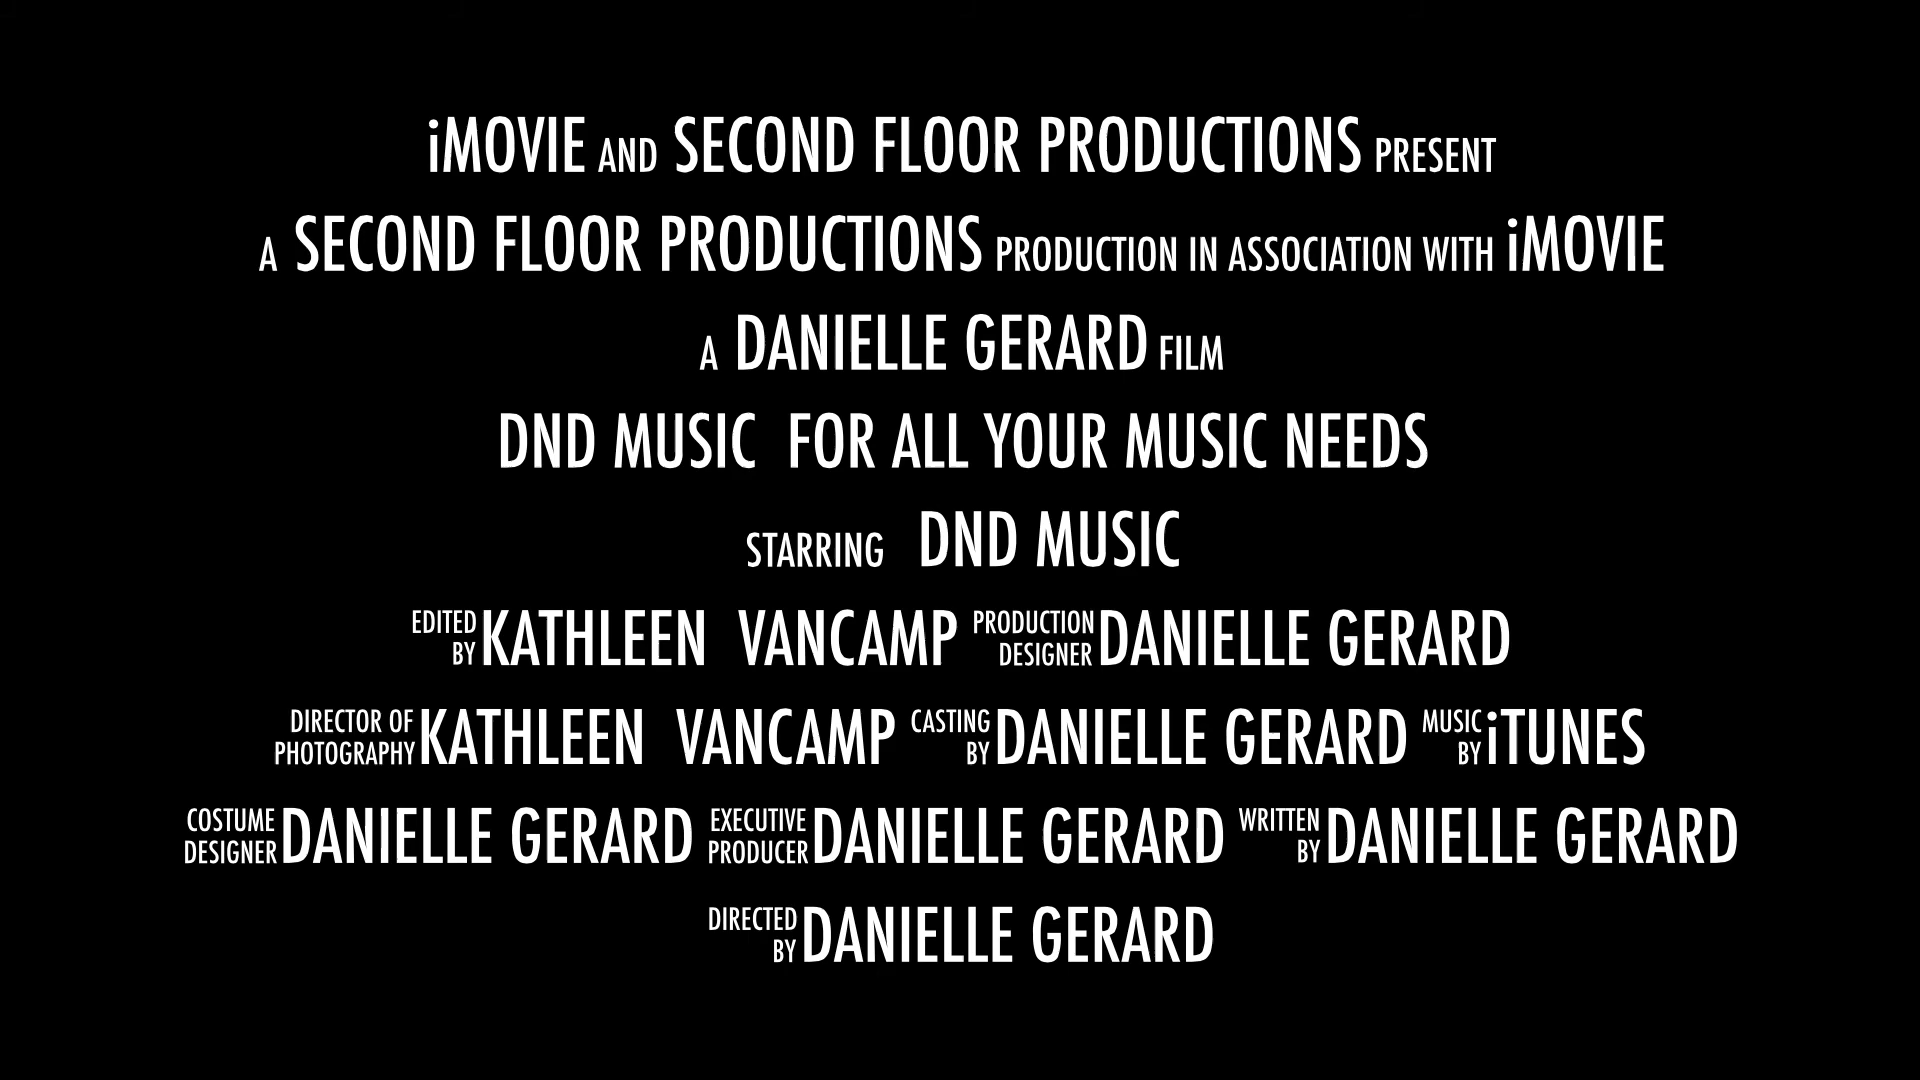 iMOVIE AND SECOND FLOOR PRODUCTIONS PRESENT
A SECOND FLOOR PRODUCTIONS PRODUCTION IN ASSOCIATION WITH iMOVIE
A DANIELLE GERARD FILM
DND MUSIC FOR ALL YOUR MUSIC NEEDS
STARRING DND MUSIC
EDITED BY KATHLEEN VANCAMP PRODUCTION DESIGNER DANIELLE GERARD
DIRECTOR OF PHOTOGRAPHY KATHLEEN VANCAMP CASTING BY DANIELLE GERARD MUSIC BY iTUNES
COSTUME DESIGNER DANIELLE GERARD EXECUTIVE PRODUCER DANIELLE GERARD WRITTEN BY DANIELLE GERARD
DIRECTED BY DANIELLE GERARD